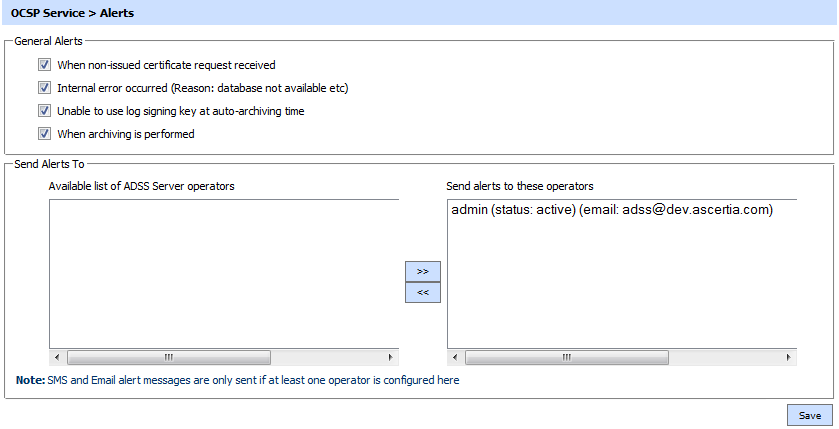 OCSP Service > Alerts
General Alerts
When non-issued certificate request received
Internal error occurred (Reason: database not available etc)
Unable to use log signing key at auto-archiving time
When archiving is performed
Send Alerts To
Available list of ADSS Server operators
Send alerts to these operators
admin (status: active) (email: adss@dev.ascertia.com)
>>
<<
Note: SMS and Email alert messages are only sent if at least one operator is configured here
Save